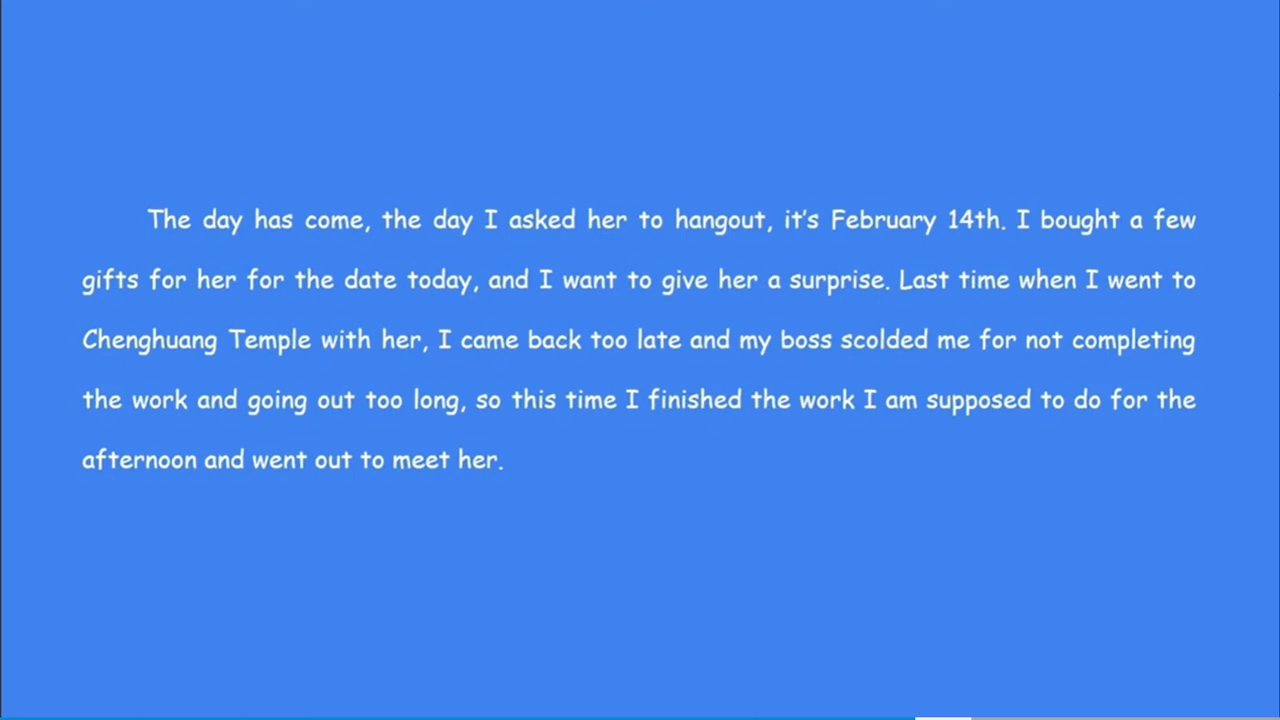 The day has come, the day I asked her to hangout, it's February 14th. I bought a few
gifts for her for the date today, and I want to give her a surprise. Last time when I went to
Chenghuang Temple with her, I came back too late and my boss scolded me for not completing
the work and going out too long, so this time I finished the work I am supposed to do for the
afternoon and went out to meet her.